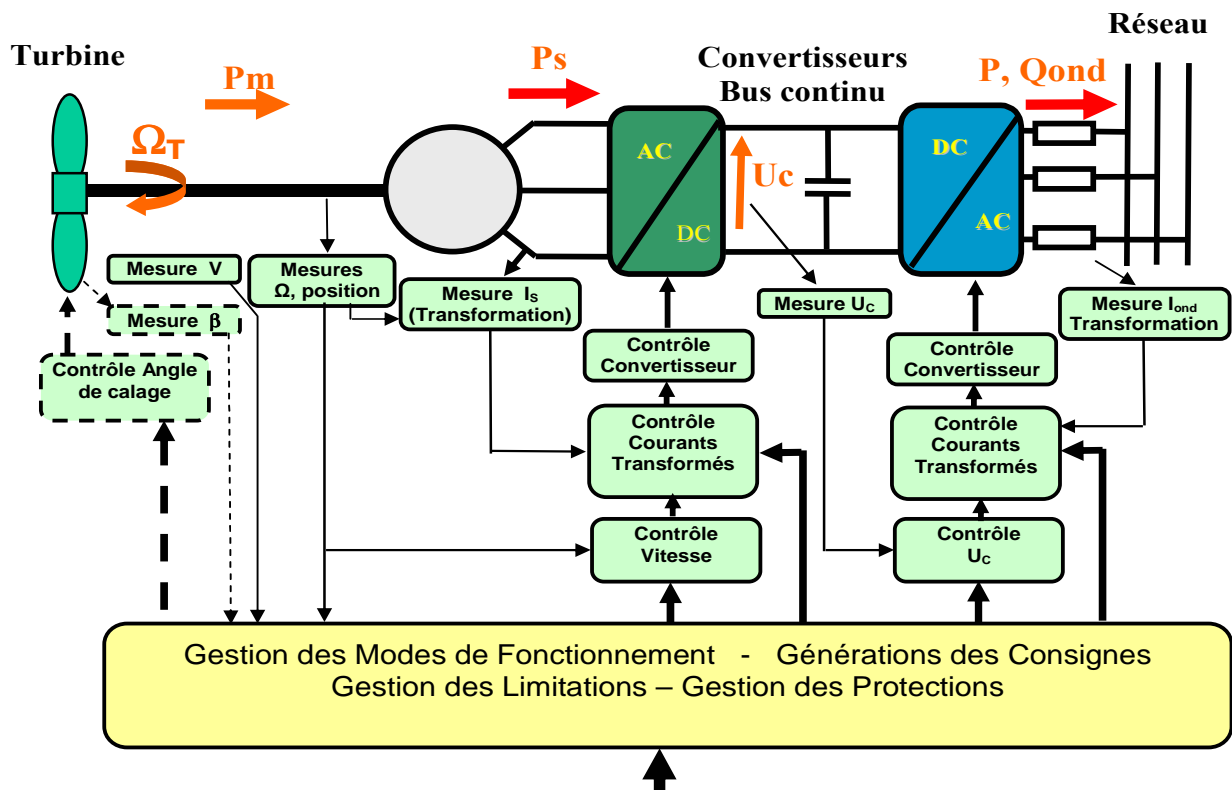 Réseau
Turbine
Convertisseurs
Bus continu
Pm
Ps
P, Qond
ΩT
AC
DC
Uc
DC
AC
Mesure V
Mesures
Ω, position
Mesure β
Mesure IS
(Transformation)
Mesure UC
Mesure Iond
Transformation
Contrôle Angle
de calage
Contrôle
Convertisseur
Contrôle
Convertisseur
Contrôle
Courants
Transformés
Contrôle
Courants
Transformés
Contrôle
Vitesse
Contrôle
UC
Gestion des Modes de Fonctionnement - Générations des Consignes
Gestion des Limitations – Gestion des Protections